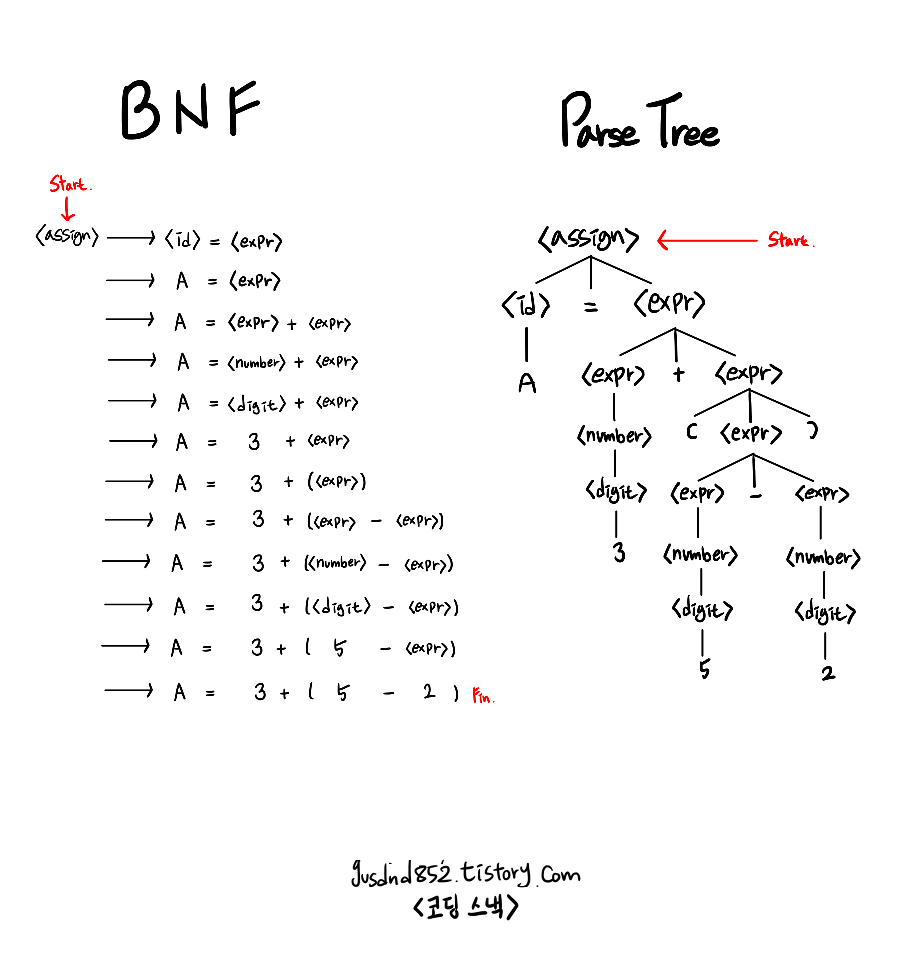 BNF
Start.
<assign> → <id> = <expr>
→ A = <expr>
→ A = <expr> + <expr>
→ A = <number> + <expr>
→ A = <digit> + <expr>
→ A = 3 + <expr>
→ A = 3 + (<expr>)
→ A = 3 + (<expr> - <expr>)
→ A = 3 + (<number> - <expr>)
→ A = 3 + (<digit> - <expr>)
→ A = 3 + ( 5 - <expr>)
→ A = 3 + ( 5 - 2 ) Fin.
Parse Tree
<assign> ← Start.
<id> = <expr>
A <expr> + <expr>
<number> ( <expr> )
<digit> <expr> - <expr>
3 <number> <number>
<digit> <digit>
5 2
gusdnd852.tistory.com
<코딩 스낵>